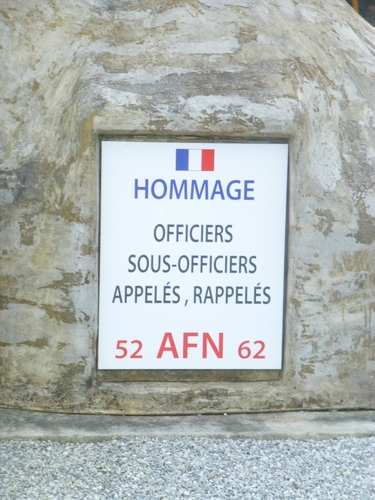 HOMMAGE
OFFICIERS
SOUS-OFFICIERS
APPELÉS , RAPPELÉS
52 AFN 62